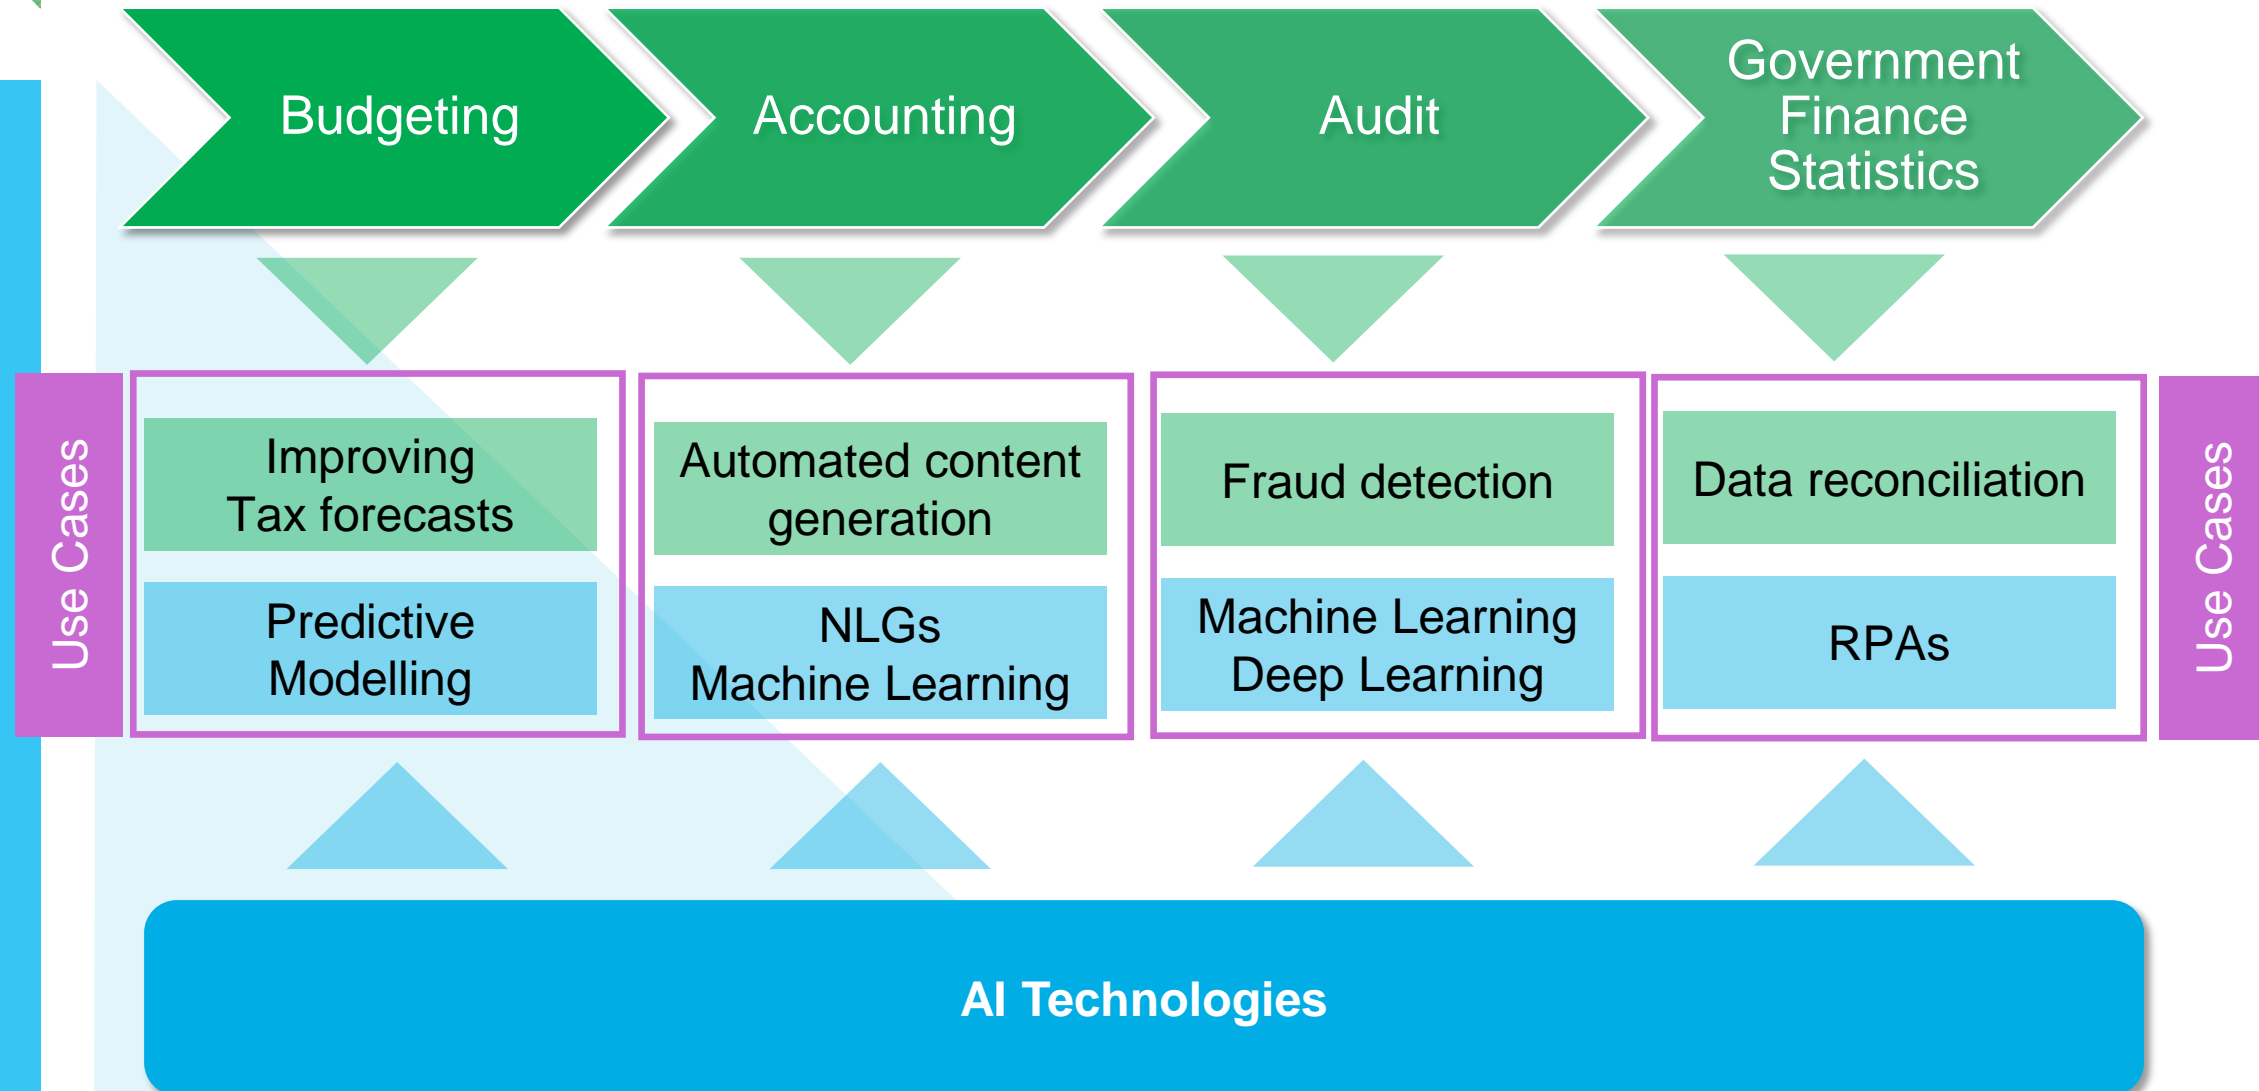 Budgeting
Accounting
Audit
Government
Finance
Statistics
Use Cases
Improving
Tax forecasts
Predictive
Modelling
Automated content
generation
NLGs
Machine Learning
Fraud detection
Machine Learning
Deep Learning
Data reconciliation
RPAs
Use Cases
AI Technologies